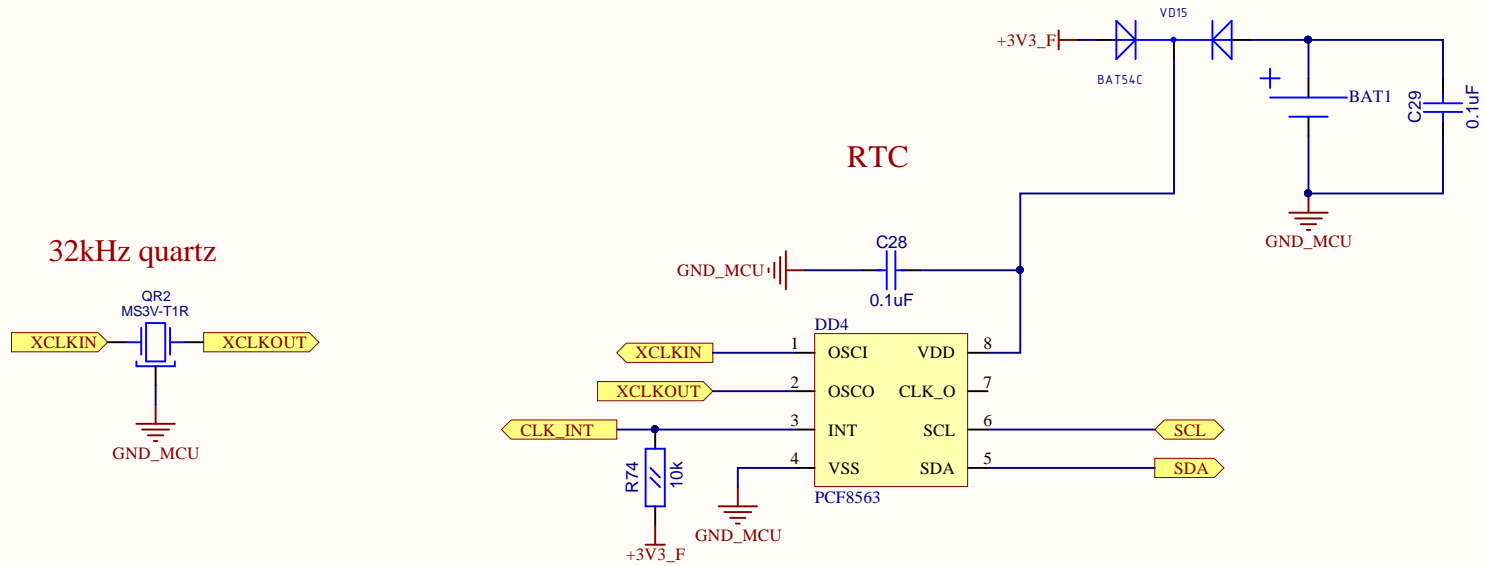 VD15
+3V3_F
BAT54C
BAT1
C29
0.1uF
GND_MCU
RTC
32kHz quartz
QR2
MS3V-T1R
XCLKIN
XCLKOUT
GND_MCU
C28
GND_MCU
0.1uF
DD4
XCLKIN
1
OSCI
VDD
8
XCLKOUT
2
OSCO
CLK_O
7
CLK_INT
3
INT
SCL
6
SCL
4
VSS
SDA
5
SDA
PCF8563
R74
10k
GND_MCU
+3V3_F